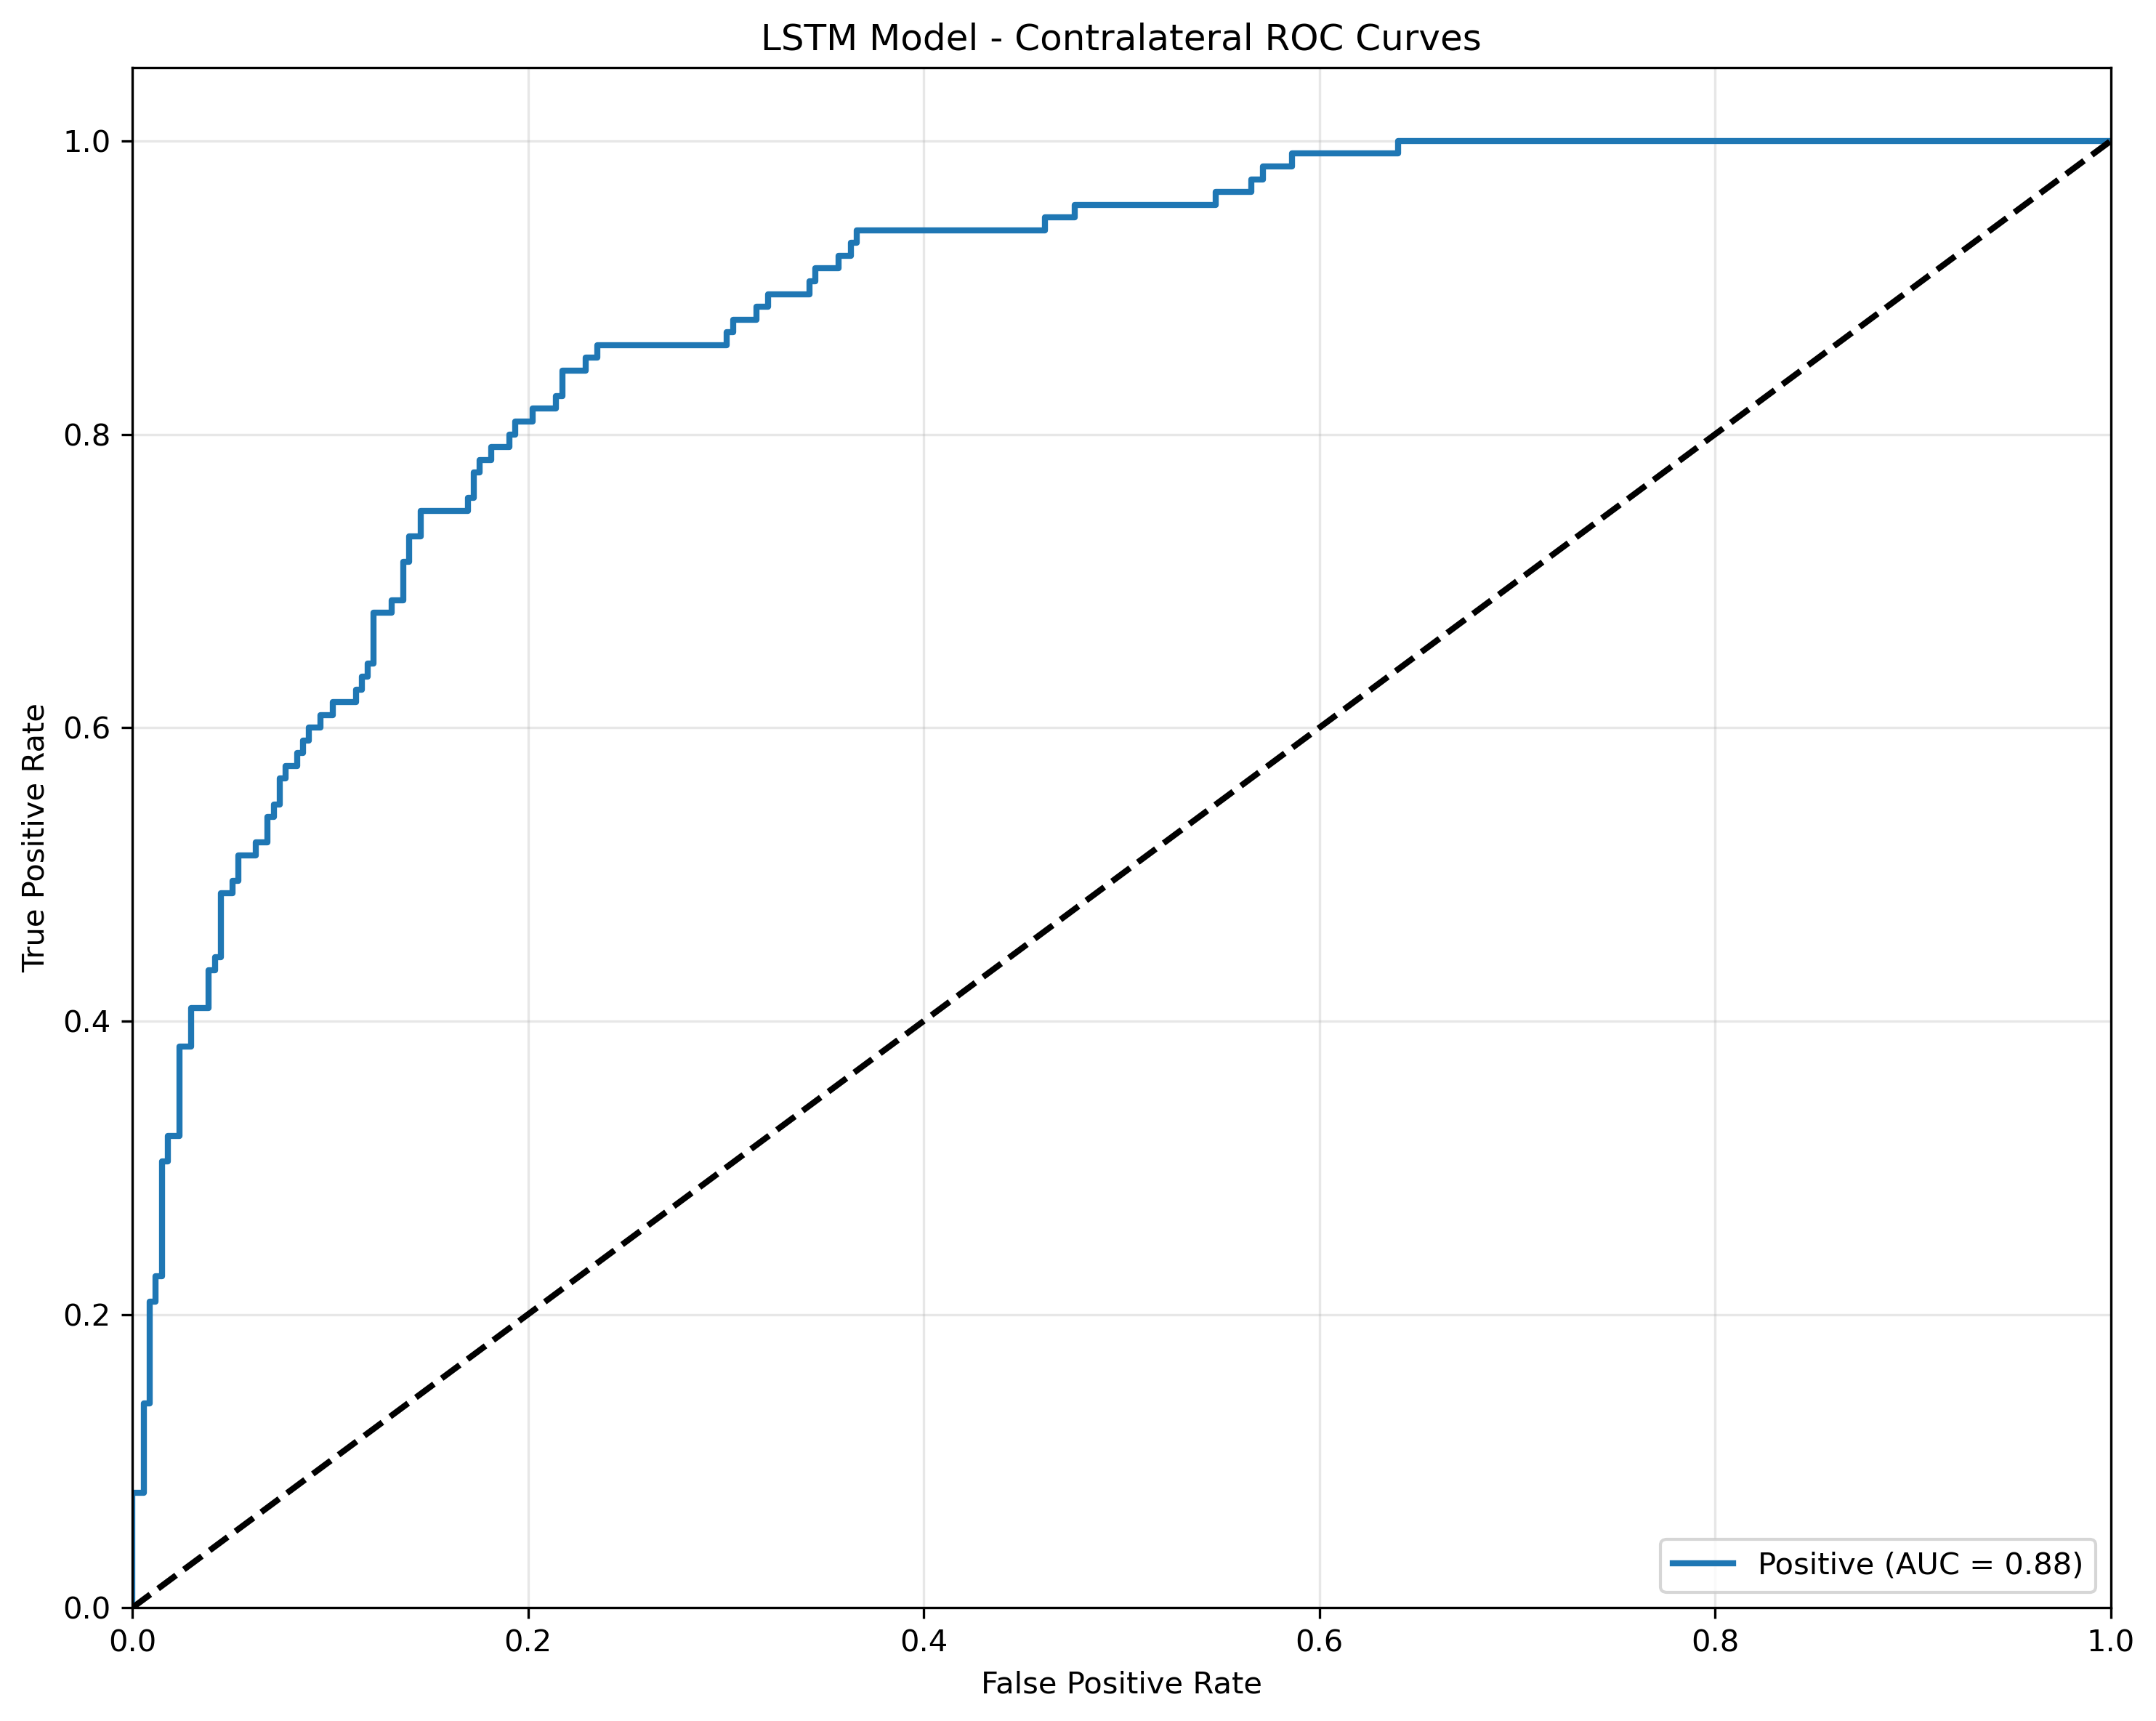 LSTM Model - Contralateral ROC Curves
1.0
0.8
0.6
0.4
0.2
0.0
True Positive Rate
Positive (AUC = 0.88)
0.0 0.2 0.4 0.6 0.8 1.0
False Positive Rate